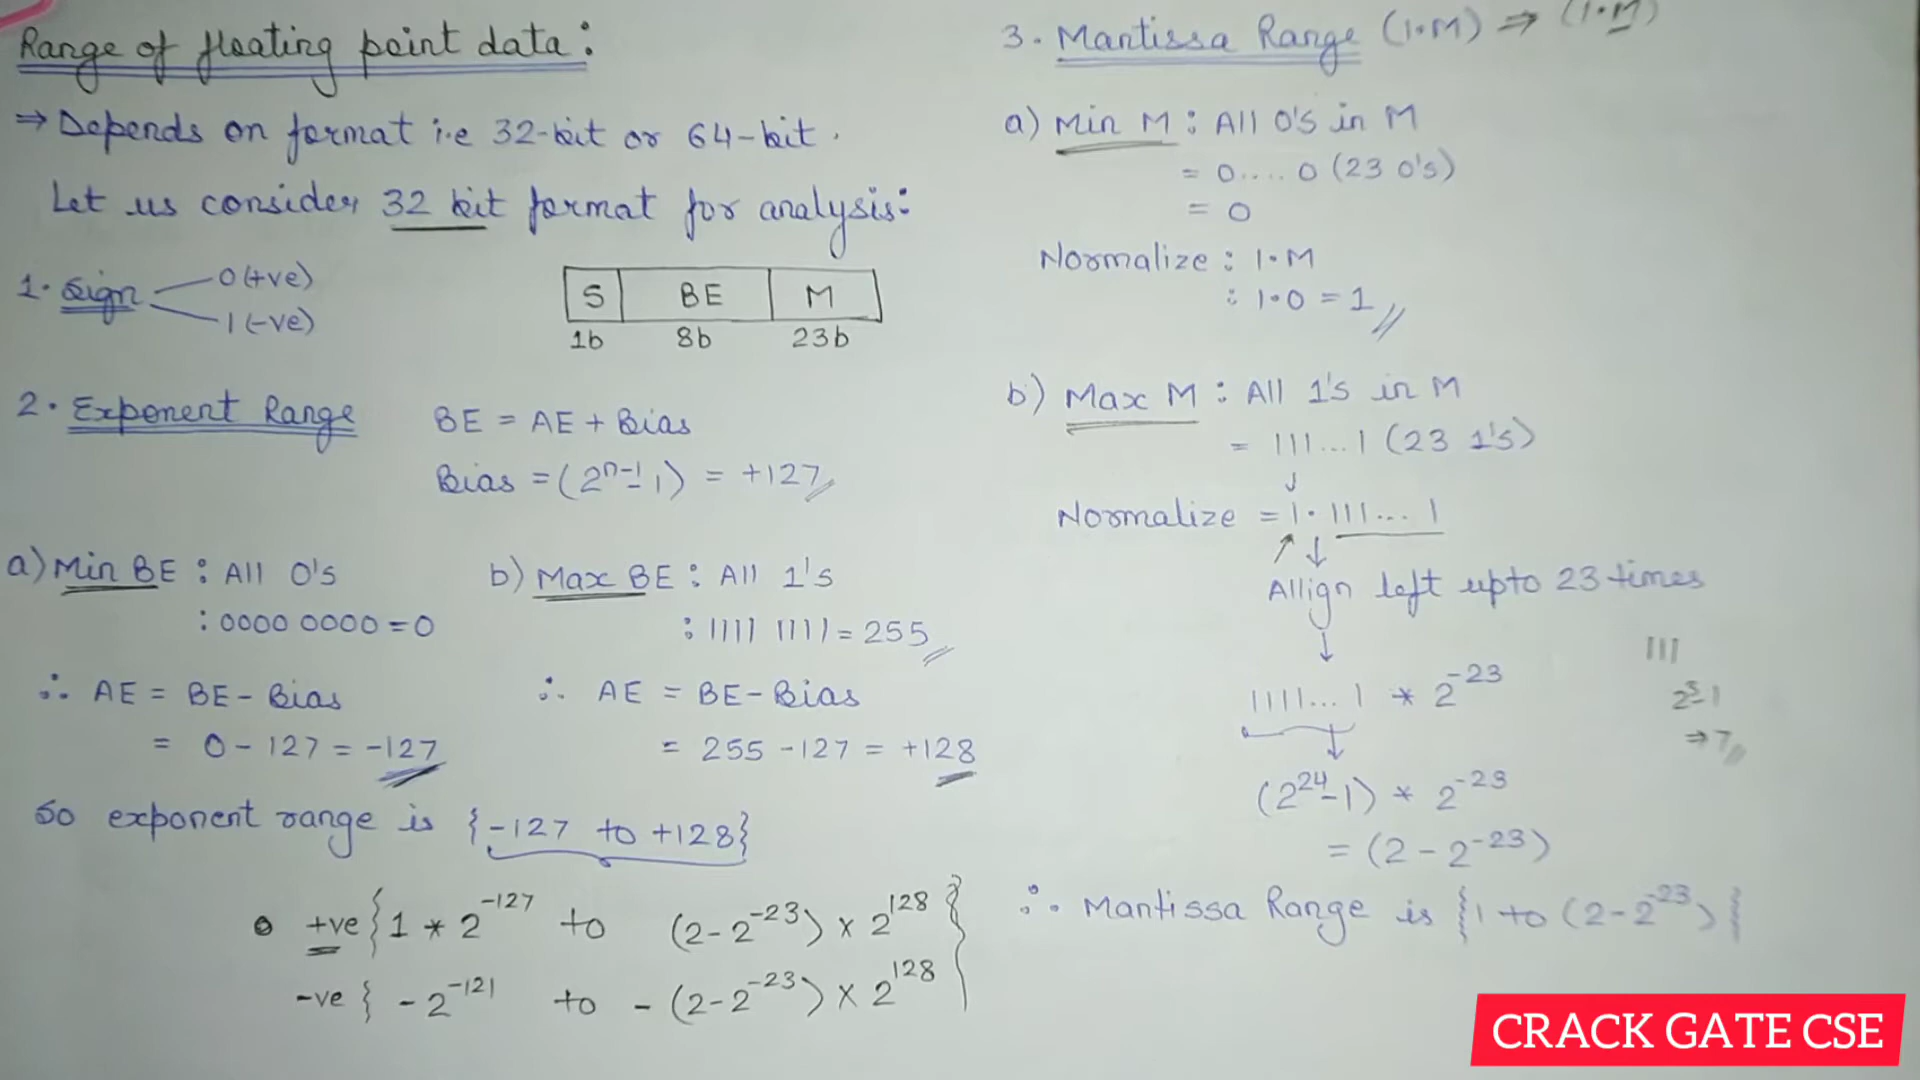 Range of floating point data:
⇒ Depends on format i.e 32-bit or 64-bit.
Let us consider 32 bit format for analysis:
1. Sign
0 (+ve)
1 (-ve)
S BE M
1b 8b 23b
2. Exponent Range
BE = AE + Bias
Bias = (2^n-1 - 1) = +127
a) Min BE : All 0's
: 0000 0000 = 0
∴ AE = BE - Bias
= 0 - 127 = -127
b) Max BE : All 1's
: 1111 1111 = 255
∴ AE = BE - Bias
= 255 - 127 = +128
So exponent range is {-127 to +128}
+ve { 1 * 2^-127 to (2-2^-23) × 2^128 }
-ve { - 2^-121 to - (2-2^-23) × 2^128
3. Mantissa Range (1.M) ⇒ (1.M)
a) Min M : All 0's in M
= 0....0 (23 0's)
= 0
Normalize : 1.M
: 1.0 = 1
b) Max M : All 1's in M
= 111...1 (23 1's)
Normalize = 1.111...1
Allign left upto 23 times
1111...1 * 2^-23
(2^24 - 1) * 2^-23
= (2 - 2^-23)
111
⇒ 7
∴ Mantissa Range is {1 to (2-2^-23)}
CRACK GATE CSE